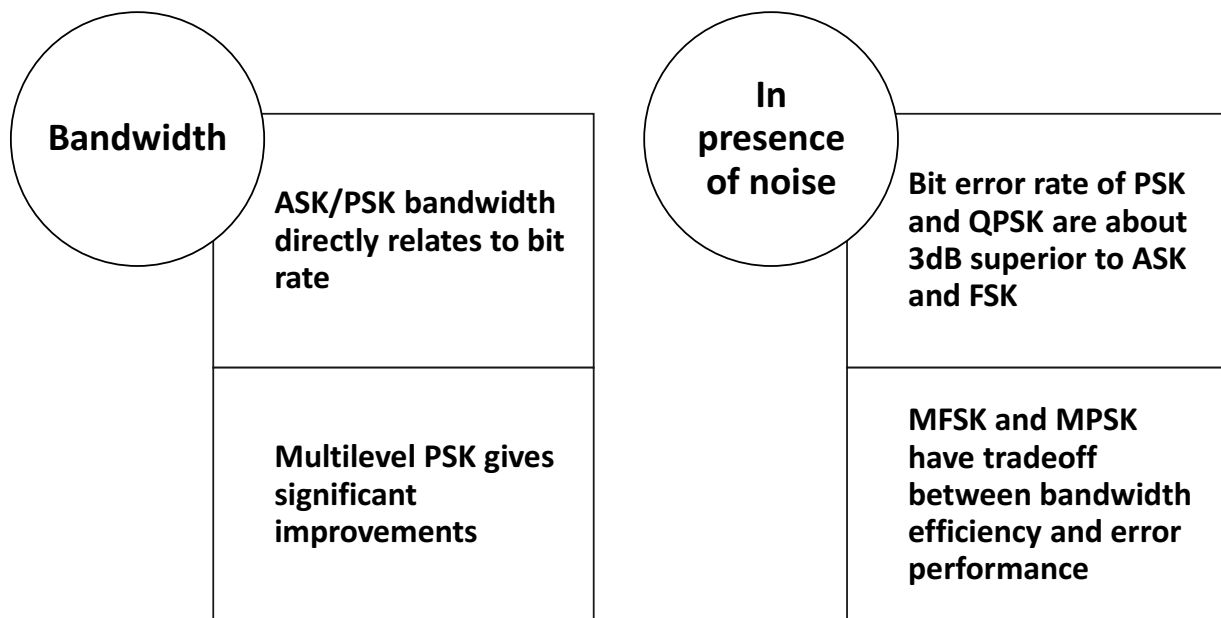 Bandwidth
ASK/PSK bandwidth
directly relates to bit
rate
Multilevel PSK gives
significant
improvements
In
presence
of noise
Bit error rate of PSK
and QPSK are about
3dB superior to ASK
and FSK
MFSK and MPSK
have tradeoff
between bandwidth
efficiency and error
performance